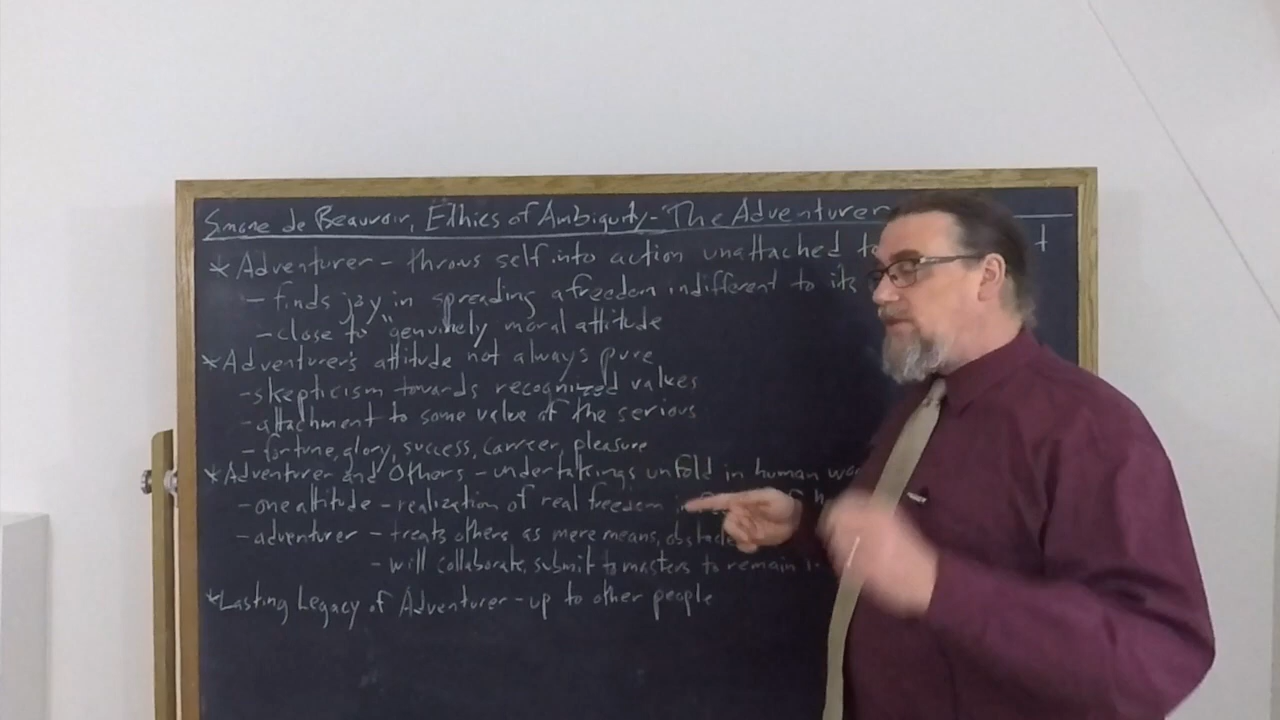 Simone de Beauvoir, Ethics of Ambiguity - "The Adventurer
* Adventurer - throws self into action unattached to
- finds joy in spreading a freedom indifferent to its
- close to "genuinely moral attitude
* Adventurer's attitude not always pure
- skepticism towards recognized values
- attachment to some value of the serious
- fortune, glory, success, carreer, pleasure
* Adventurer and Others - undertakings unfold in human
- one attitude - realization of real freedom
- adventurer - treats others as mere means,
- will collaborate, submit to masters to remain
* Lasting Legacy of Adventurer - up to other people